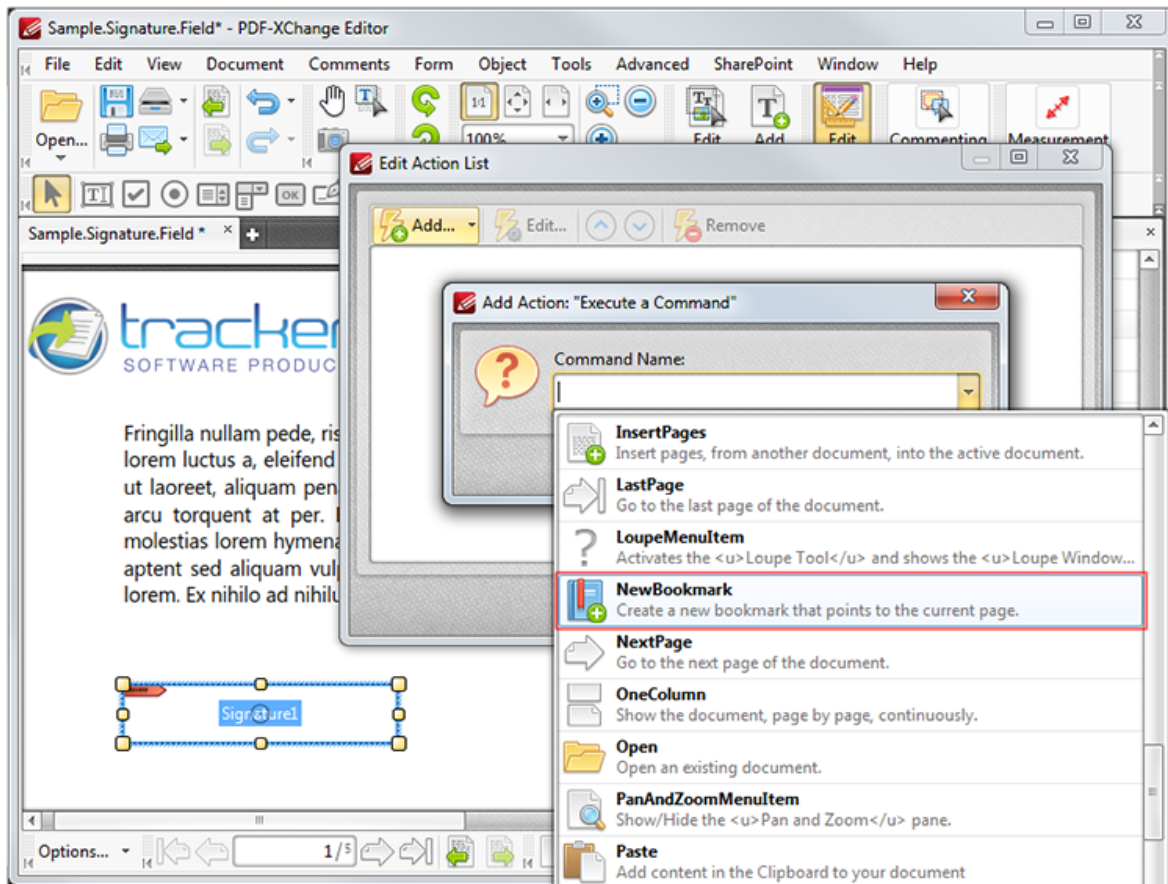 Sample.Signature.Field* - PDF-XChange Editor
File Edit View Document Comments Form Object Tools Advanced SharePoint Window Help
Open...
1:1
100%
Edit Add Edit Commenting Measurement
OK
Sample.Signature.Field *
Edit Action List
Add... Edit... Remove
Add Action: "Execute a Command"
Command Name:
tracker
SOFTWARE PRODUC
Fringilla nullam pede, ris
lorem luctus a, eleifend
ut laoreet, aliquam pen
arcu torquent at per.
molestias lorem hymena
aptent sed aliquam vulp
lorem. Ex nihilo ad nihilu
Signature1
InsertPages
Insert pages, from another document, into the active document.
LastPage
Go to the last page of the document.
LoupeMenuItem
Activates the <u>Loupe Tool</u> and shows the <u>Loupe Window...
NewBookmark
Create a new bookmark that points to the current page.
NextPage
Go to the next page of the document.
OneColumn
Show the document, page by page, continuously.
Open
Open an existing document.
PanAndZoomMenuItem
Show/Hide the <u>Pan and Zoom</u> pane.
Paste
Add content in the Clipboard to your document
Options... 1/5